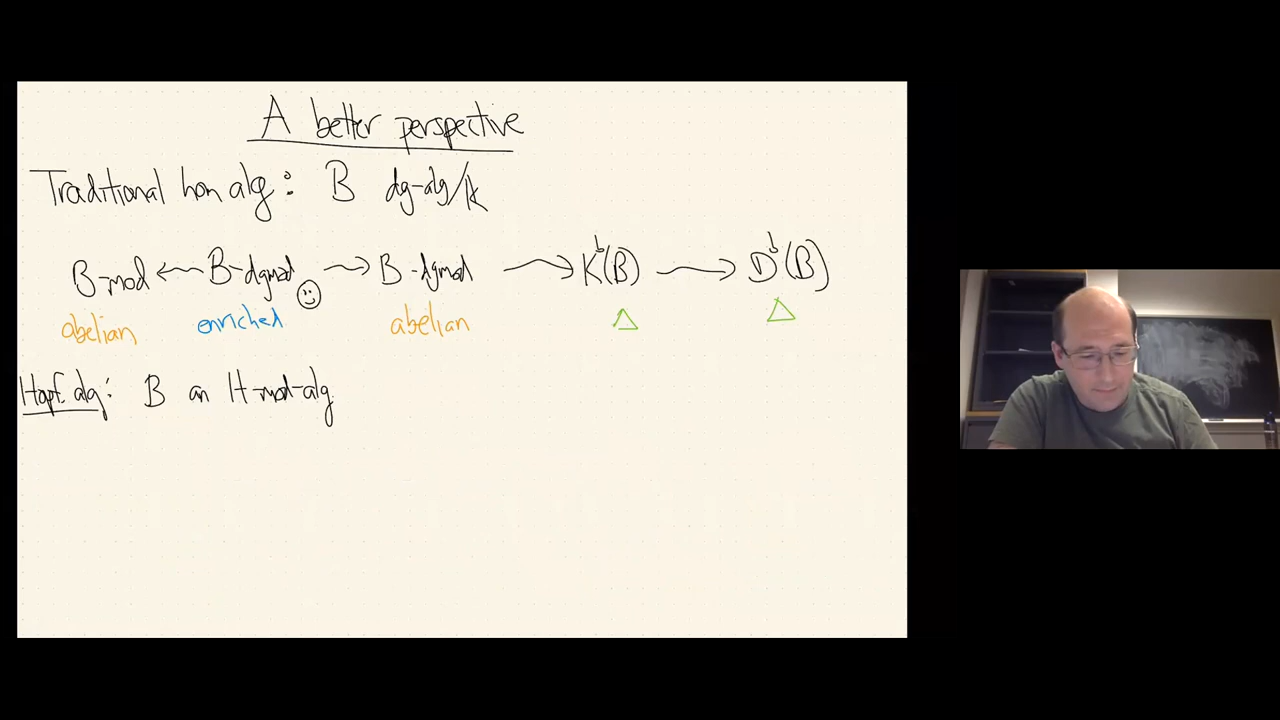 A better perspective
Traditional hom alg: B dg-alg/k
B-mod ← B-dgmod → B-dgmod → K^b(B) → D^b(B)
abelian enriched abelian △ △
Hopf. alg: B an H-mod-alg